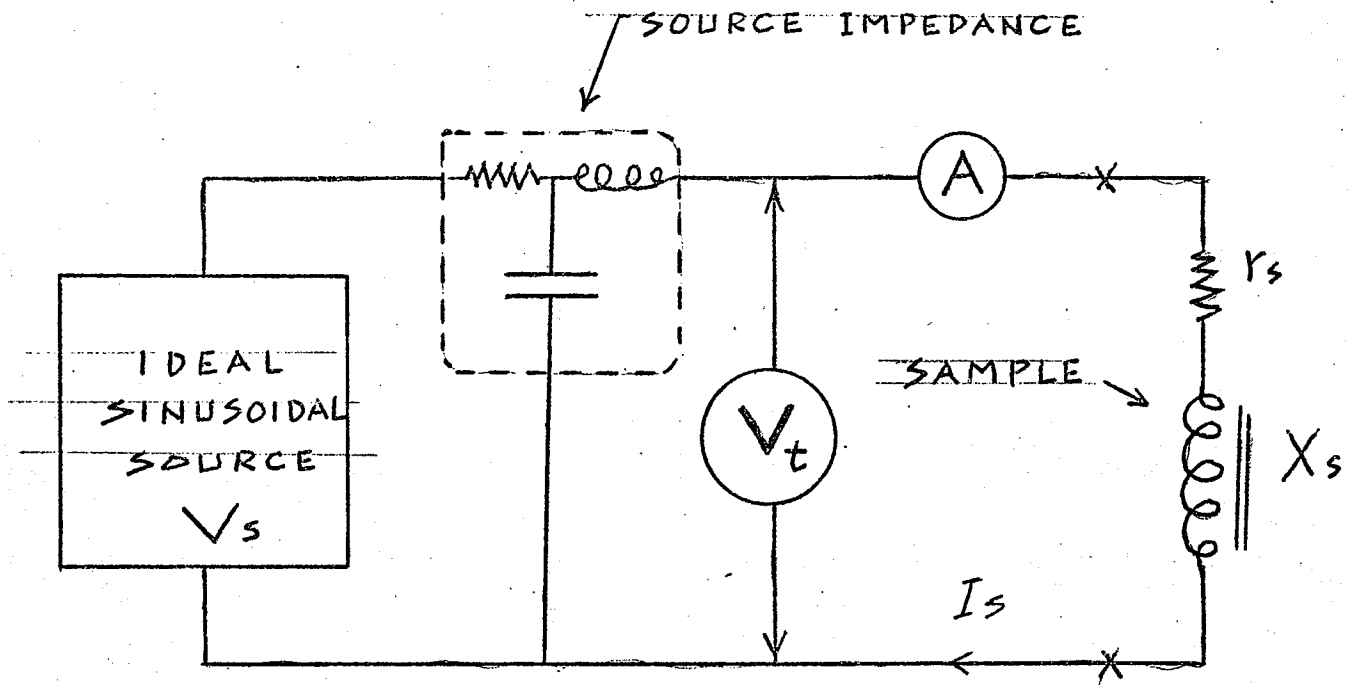 SOURCE IMPEDANCE
A
rs
IDEAL
SINUSOIDAL
SOURCE
Vs
Vt
SAMPLE
Xs
Is